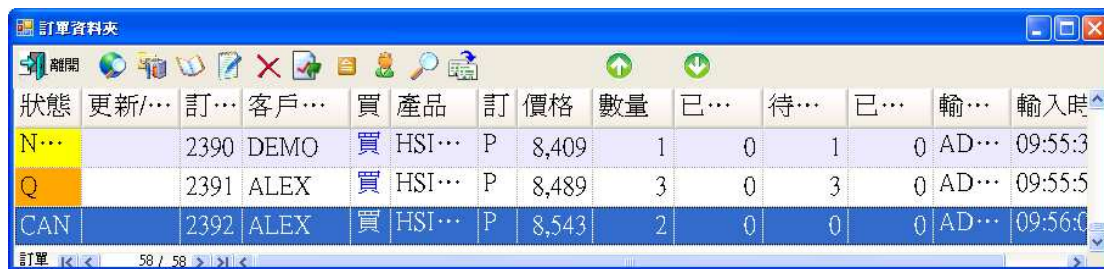 訂單資料夾
離開
狀態 更新/… 訂… 客戶… 買 產品 訂 價格 數量 已… 待… 已… 輸… 輸入時
N… 2390 DEMO 買 HSI… P 8,409 1 0 1 0 AD… 09:55:3
Q 2391 ALEX 買 HSI… P 8,489 3 0 3 0 AD… 09:55:5
CAN 2392 ALEX 買 HSI… P 8,543 2 0 0 0 AD… 09:56:0
訂單 58 / 58